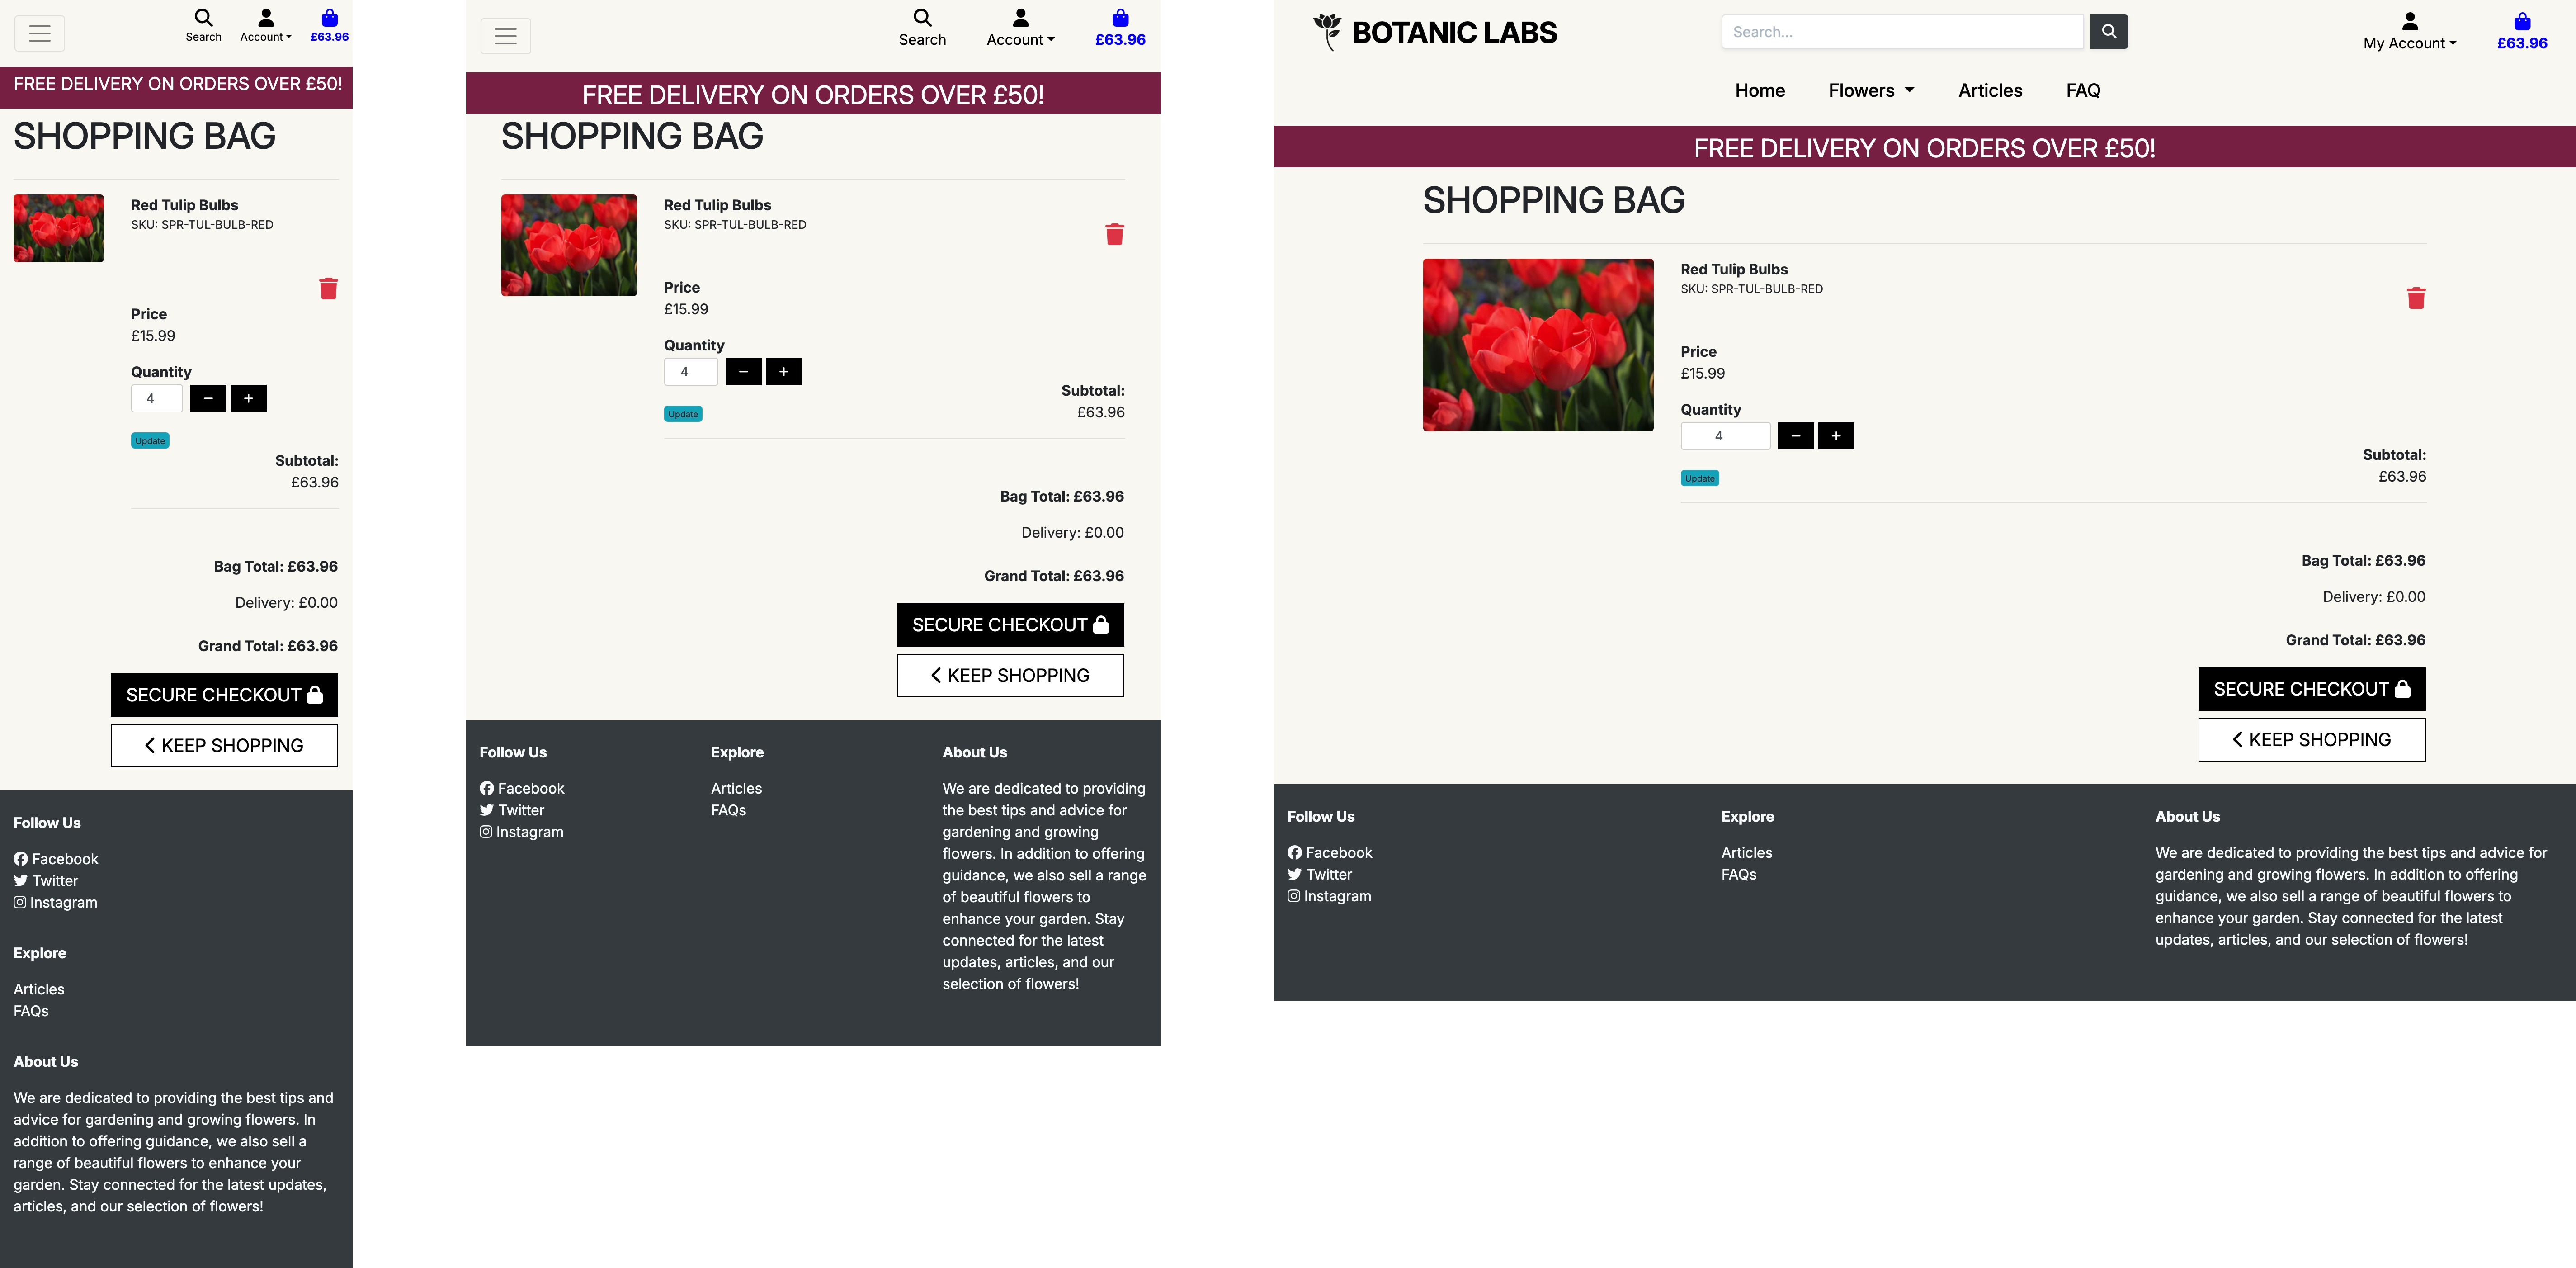 Search
Account
£63.96
FREE DELIVERY ON ORDERS OVER £50!
SHOPPING BAG
Red Tulip Bulbs
SKU: SPR-TUL-BULB-RED
Price
£15.99
Quantity
4
Update
Subtotal:
£63.96
Bag Total: £63.96
Delivery: £0.00
Grand Total: £63.96
SECURE CHECKOUT
KEEP SHOPPING
Follow Us
Facebook
Twitter
Instagram
Explore
Articles
FAQs
About Us
We are dedicated to providing the best tips and
advice for gardening and growing flowers. In
addition to offering guidance, we also sell a
range of beautiful flowers to enhance your
garden. Stay connected for the latest updates,
articles, and our selection of flowers!
Search
Account
£63.96
FREE DELIVERY ON ORDERS OVER £50!
SHOPPING BAG
Red Tulip Bulbs
SKU: SPR-TUL-BULB-RED
Price
£15.99
Quantity
4
Update
Subtotal:
£63.96
Bag Total: £63.96
Delivery: £0.00
Grand Total: £63.96
SECURE CHECKOUT
KEEP SHOPPING
Follow Us
Facebook
Twitter
Instagram
Explore
Articles
FAQs
About Us
We are dedicated to providing
the best tips and advice for
gardening and growing
flowers. In addition to offering
guidance, we also sell a range
of beautiful flowers to
enhance your garden. Stay
connected for the latest
updates, articles, and our
selection of flowers!
BOTANIC LABS
Search...
My Account
£63.96
Home Flowers Articles FAQ
FREE DELIVERY ON ORDERS OVER £50!
SHOPPING BAG
Red Tulip Bulbs
SKU: SPR-TUL-BULB-RED
Price
£15.99
Quantity
4
Update
Subtotal:
£63.96
Bag Total: £63.96
Delivery: £0.00
Grand Total: £63.96
SECURE CHECKOUT
KEEP SHOPPING
Follow Us
Facebook
Twitter
Instagram
Explore
Articles
FAQs
About Us
We are dedicated to providing the best tips and advice for
gardening and growing flowers. In addition to offering
guidance, we also sell a range of beautiful flowers to
enhance your garden. Stay connected for the latest
updates, articles, and our selection of flowers!